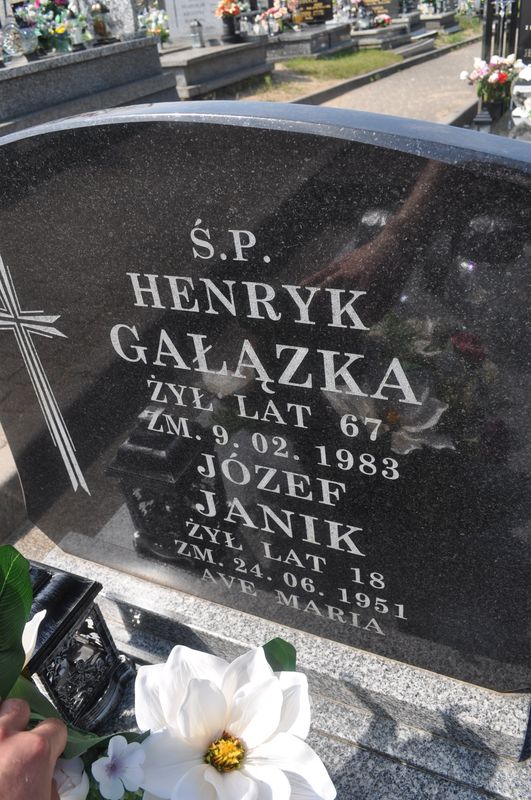 Ś.P.
HENRYK
GAŁĄZKA
ŻYŁ LAT 67
ZM. 9. 02. 1983
JÓZEF
JANIK
ŻYŁ LAT 18
ZM. 24. 06. 1951
AVE MARIA